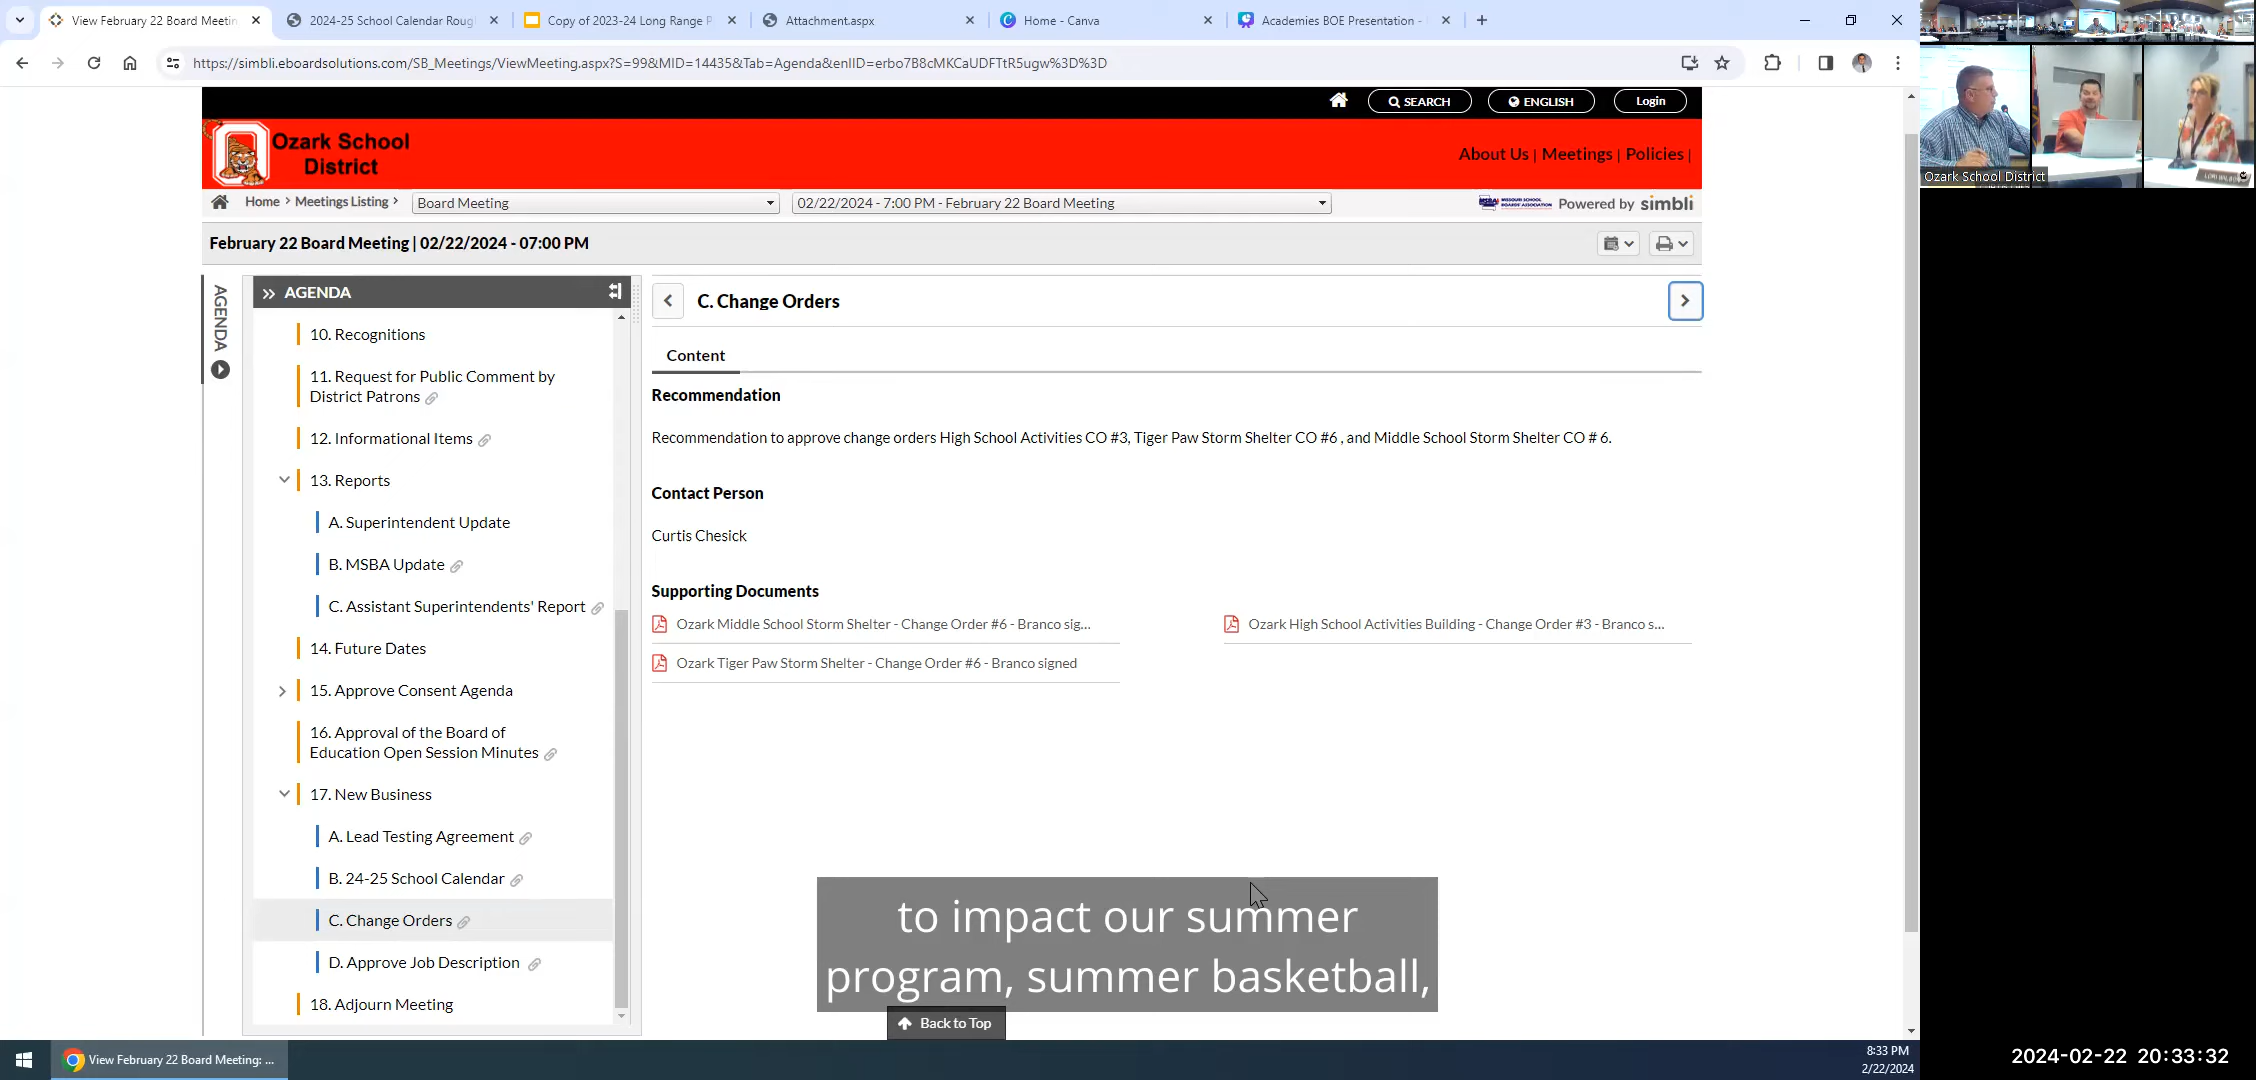 View February 22 Board Meetin
2024-25 School Calendar Roug
Copy of 2023-24 Long Range P
Attachment.aspx
Home - Canva
Academies BOE Presentation -
https://simbli.eboardsolutions.com/SB_Meetings/ViewMeeting.aspx?S=99&MID=14435&Tab=Agenda&enIID=erbo7B8cMKCaUDFTtR5ugw%3D%3D
SEARCH
ENGLISH
Login
Ozark School
District
About Us | Meetings | Policies |
Home > Meetings Listing >
Board Meeting
02/22/2024 - 7:00 PM - February 22 Board Meeting
MSBA
Powered by simbli
February 22 Board Meeting | 02/22/2024 - 07:00 PM
AGENDA
AGENDA
10. Recognitions
11. Request for Public Comment by
District Patrons
12. Informational Items
13. Reports
A. Superintendent Update
B. MSBA Update
C. Assistant Superintendents' Report
14. Future Dates
15. Approve Consent Agenda
16. Approval of the Board of
Education Open Session Minutes
17. New Business
A. Lead Testing Agreement
B. 24-25 School Calendar
C. Change Orders
D. Approve Job Description
18. Adjourn Meeting
C. Change Orders
Content
Recommendation
Recommendation to approve change orders High School Activities CO #3, Tiger Paw Storm Shelter CO #6 , and Middle School Storm Shelter CO # 6.
Contact Person
Curtis Chesick
Supporting Documents
Ozark Middle School Storm Shelter - Change Order #6 - Branco sig...
Ozark High School Activities Building - Change Order #3 - Branco s...
Ozark Tiger Paw Storm Shelter - Change Order #6 - Branco signed
to impact our summer
program, summer basketball,
Back to Top
View February 22 Board Meeting: ...
8:33 PM
2/22/2024
Ozark School District
2024-02-22 20:33:32